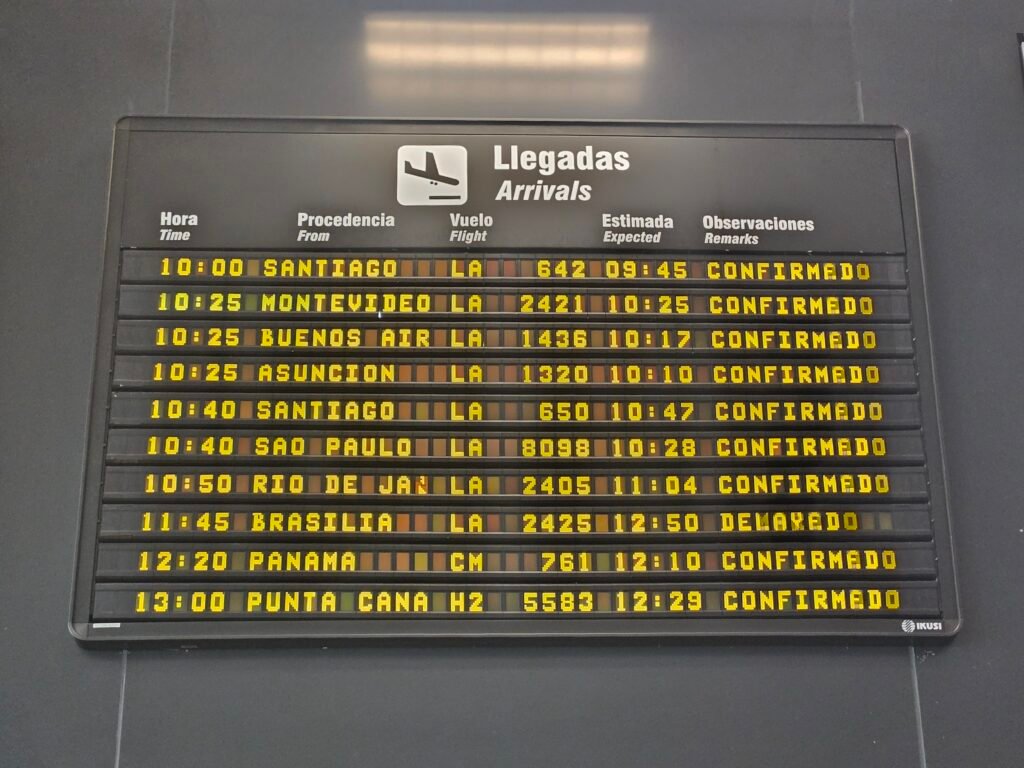 Llegadas
Arrivals
Hora Procedencia Vuelo Estimada Observaciones
Time From Flight Expected Remarks
10:00 SANTIAGO LA 642 09:45 CONFIRMADO
10:25 MONTEVIDEO LA 2421 10:25 CONFIRMADO
10:25 BUENOS AIR LA 1436 10:17 CONFIRMADO
10:25 ASUNCION LA 1320 10:10 CONFIRMADO
10:40 SANTIAGO LA 650 10:47 CONFIRMADO
10:40 SAO PAULO LA 8098 10:28 CONFIRMADO
10:50 RIO DE JAN LA 2405 11:04 CONFIRMADO
11:45 BRASILIA LA 2425 12:50 DELAYEDO
12:20 PANAMA CM 761 12:10 CONFIRMADO
13:00 PUNTA CANA H2 5583 12:29 CONFIRMADO
IKUSI